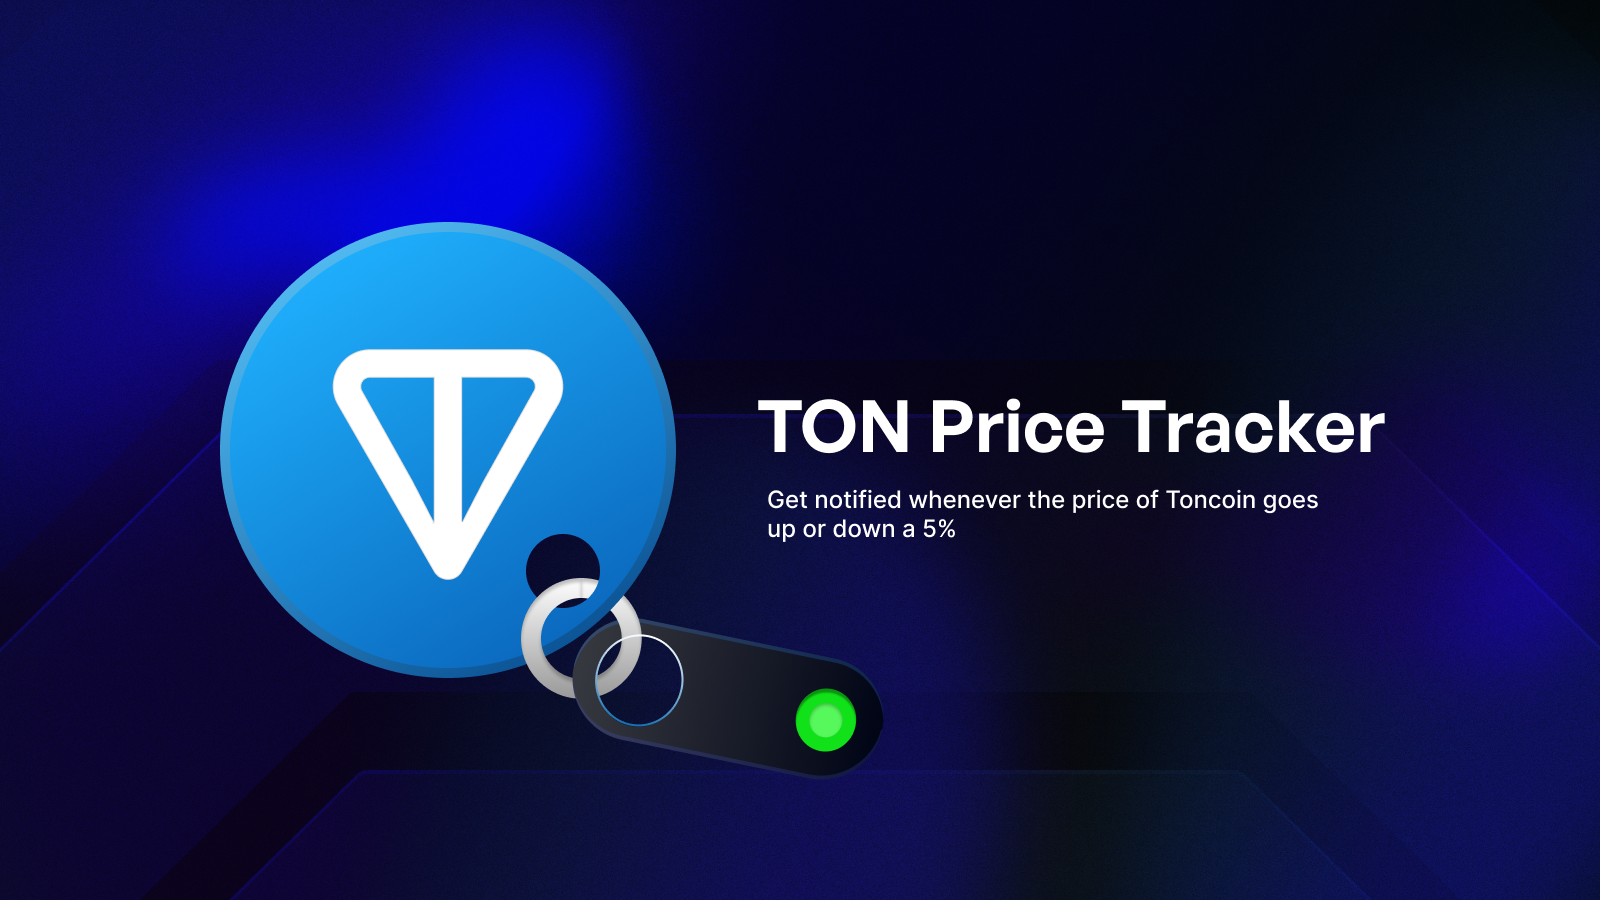 TON Price Tracker
Get notified whenever the price of Toncoin goes
up or down a 5%